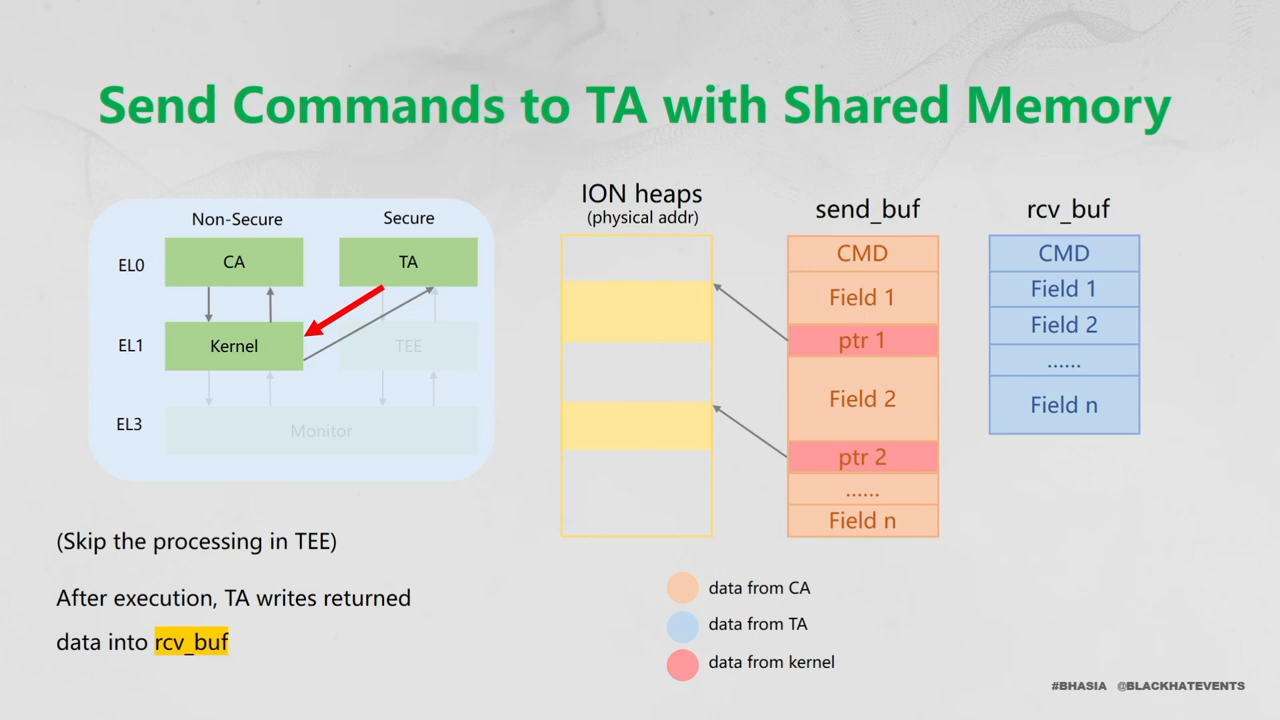 Send Commands to TA with Shared Memory
Non-Secure
Secure
EL0
CA
TA
EL1
Kernel
TEE
EL3
Monitor
(Skip the processing in TEE)
After execution, TA writes returned
data into rcv_buf
ION heaps
(physical addr)
send_buf
CMD
Field 1
ptr 1
Field 2
ptr 2
......
Field n
rcv_buf
CMD
Field 1
Field 2
......
Field n
data from CA
data from TA
data from kernel
#BHASIA @BLACKHATEVENTS